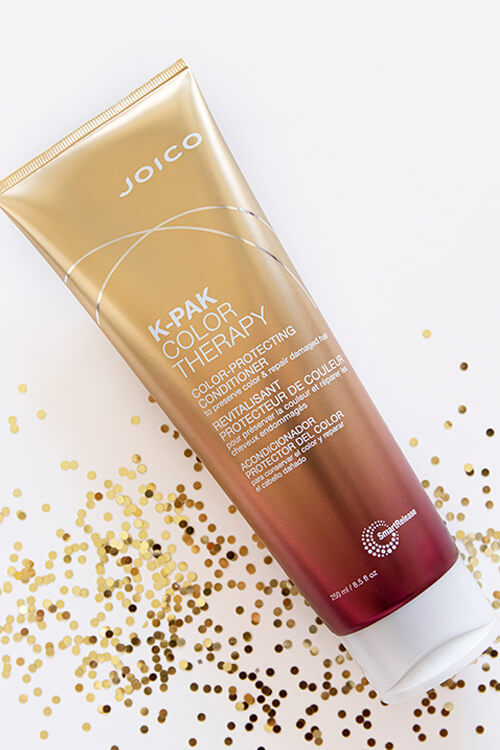 JOICO
K-PAK
COLOR
THERAPY
COLOR-PROTECTING
CONDITIONER
to preserve color & repair damaged hair
REVITALISANT
PROTECTEUR DE COULEUR
pour préserver la couleur et réparer les
cheveux endommagés
ACONDICIONADOR
PROTECTOR DEL COLOR
para conservar el color y reparar
el cabello dañado
SmartRelease
250 ml / 8.5 fl oz